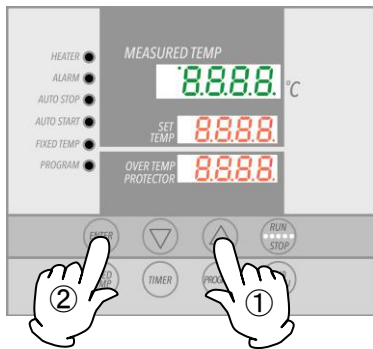 HEATER
ALARM
AUTO STOP
AUTO START
FIXED TEMP
PROGRAM
MEASURED TEMP
8.8.8.8.
°C
SET
TEMP
8.8.8.8.
OVER TEMP
PROTECTOR
8.8.8.8.
ENTER
RUN
STOP
TIMER
②
①